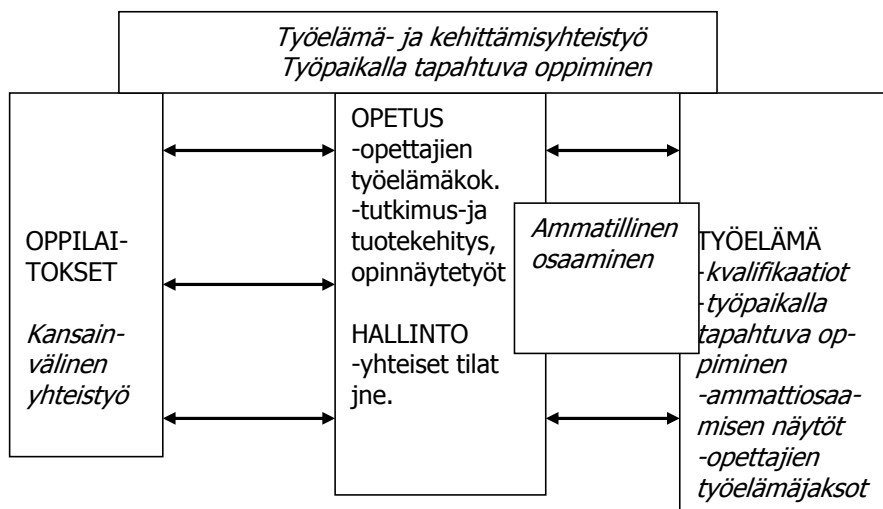 Työelämä- ja kehittämisyhteistyö
Työpaikalla tapahtuva oppiminen
OPPILAI-
TOKSET
Kansain-
välinen
yhteistyö
OPETUS
-opettajien
työelämäkok.
-tutkimus-ja
tuotekehitys,
opinnäytetyöt
HALLINTO
-yhteiset tilat
jne.
Ammatillinen
osaaminen
TYÖELÄMÄ
-kvalifikaatiot
-työpaikalla
tapahtuva op-
piminen
-ammattiosaa-
misen näytöt
-opettajien
työelämäjaksot